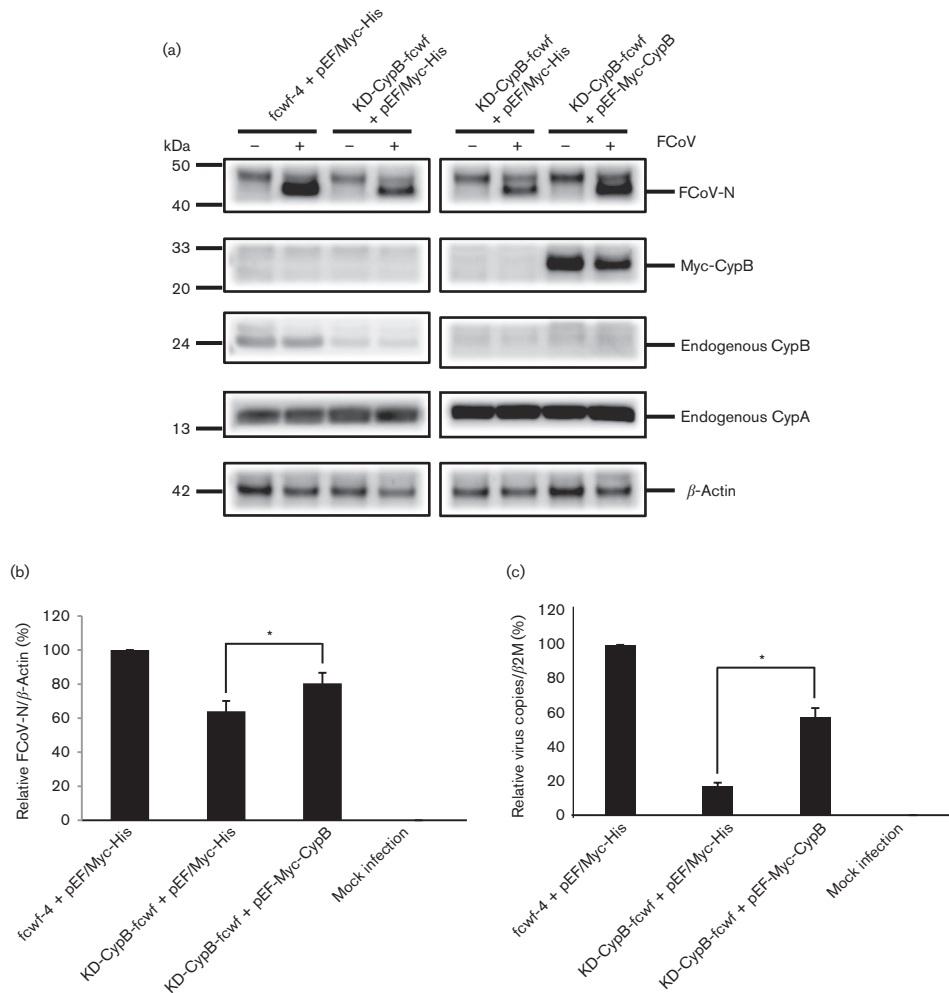 (a)
fcwf-4 + pEF/Myc-His
KD-CypB-fcwf
+ pEF/Myc-His
KD-CypB-fcwf
+ pEF/Myc-His
KD-CypB-fcwf
+ pEF-Myc-CypB
kDa
– + – + – + – + FCoV
50
40
FCoV-N
33
20
Myc-CypB
24
Endogenous CypB
13
Endogenous CypA
42
β-Actin
(b)
Relative FCoV-N/β-Actin (%)
120
100
80
60
40
20
0
*
fcwf-4 + pEF/Myc-His
KD-CypB-fcwf + pEF/Myc-His
KD-CypB-fcwf + pEF-Myc-CypB
Mock infection
(c)
Relative virus copies/β2M (%)
120
100
80
60
40
20
0
*
fcwf-4 + pEF/Myc-His
KD-CypB-fcwf + pEF/Myc-His
KD-CypB-fcwf + pEF-Myc-CypB
Mock infection